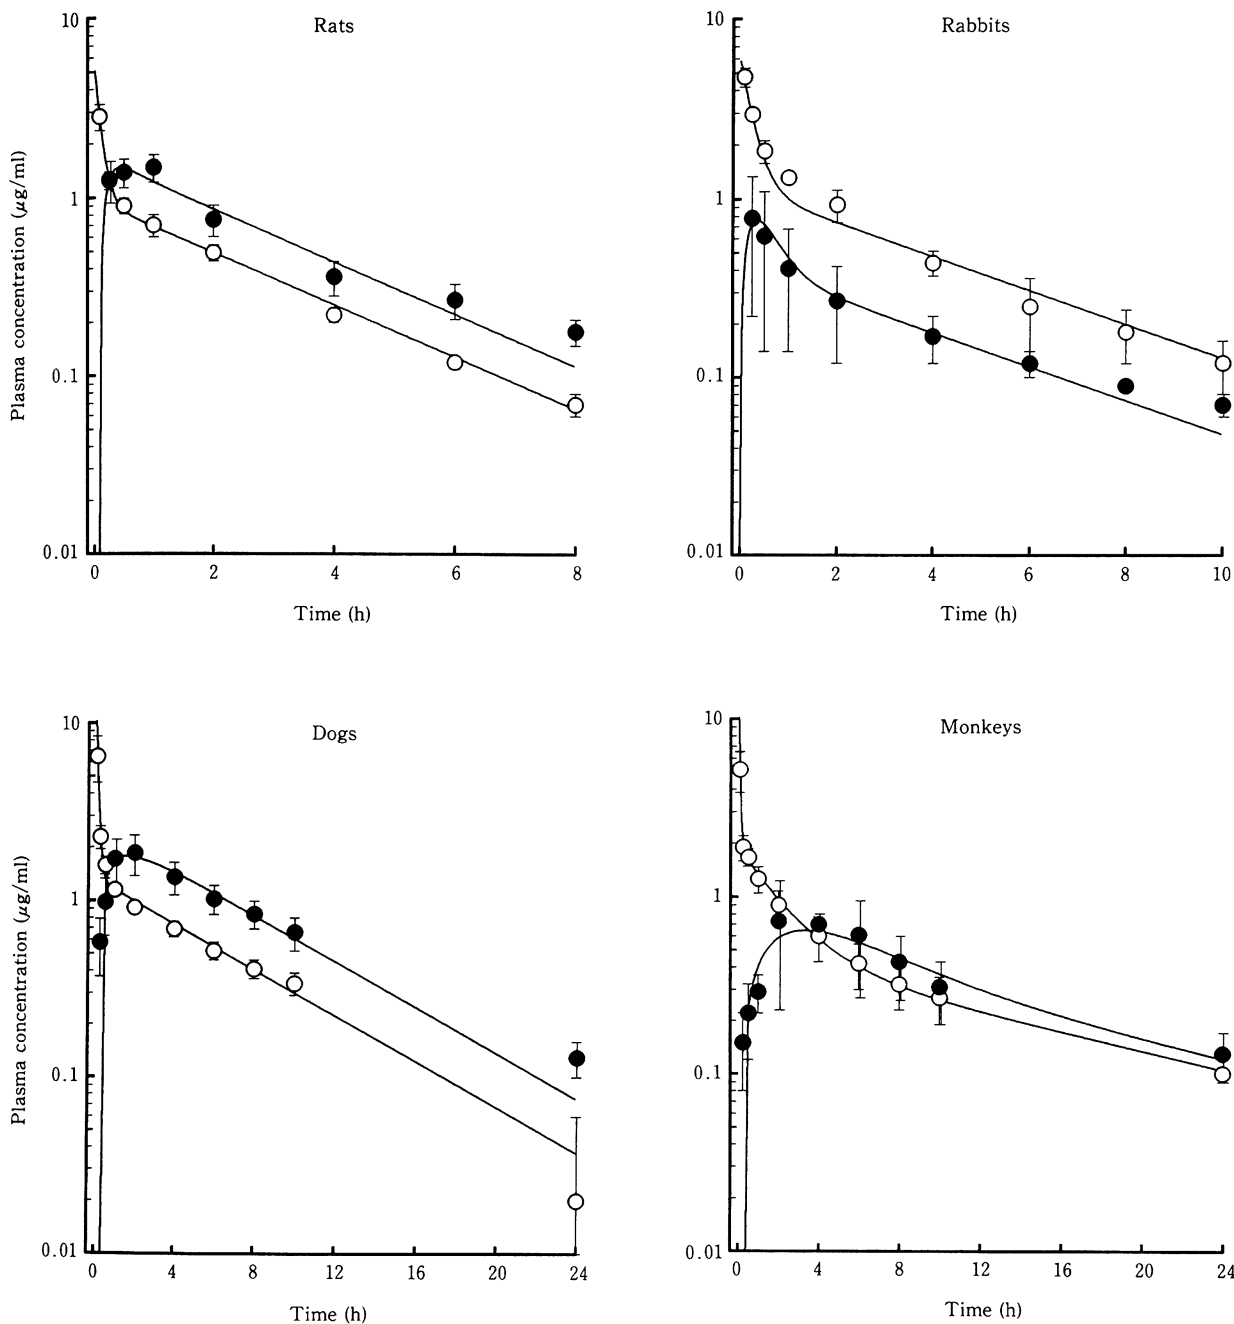 Rats
Plasma concentration (μg/ml)
10
1
0.1
0.01
0 2 4 6 8
Time (h)
Rabbits
10
1
0.1
0.01
0 2 4 6 8 10
Time (h)
Dogs
Plasma concentration (μg/ml)
10
1
0.1
0.01
0 4 8 12 16 20 24
Time (h)
Monkeys
10
1
0.1
0.01
0 4 8 12 16 20 24
Time (h)